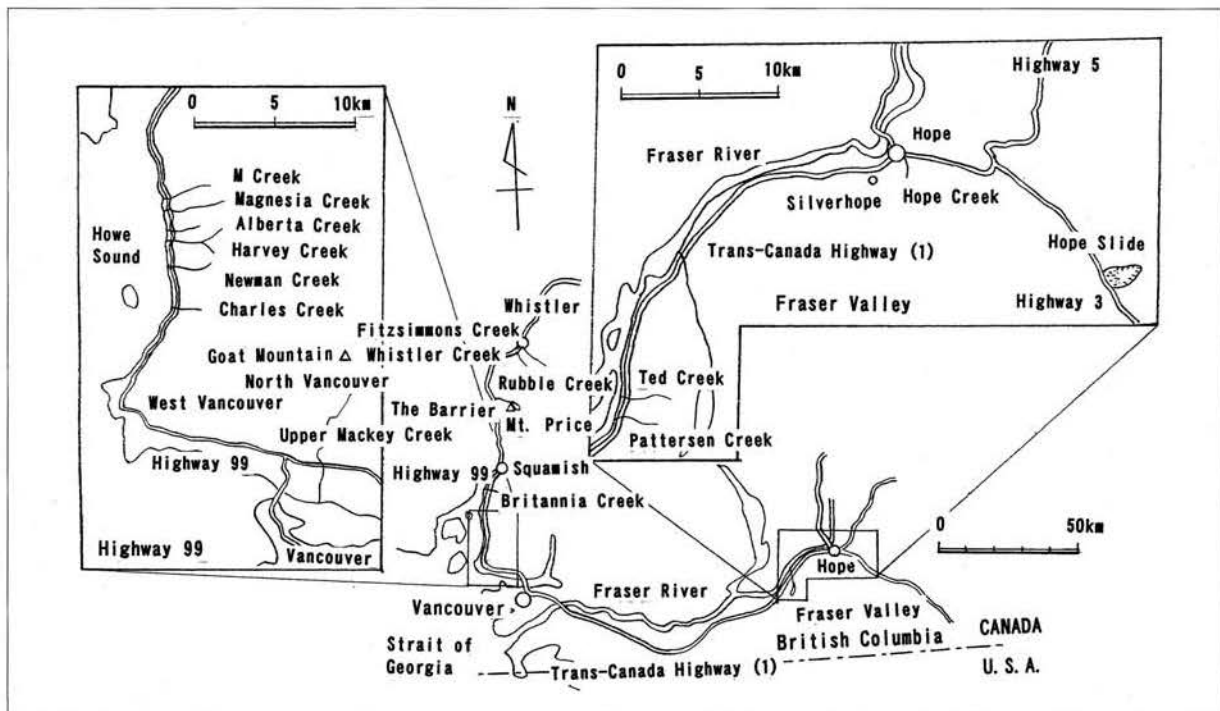 0 5 10km
M Creek
Magnesia Creek
Alberta Creek
Harvey Creek
Newman Creek
Charles Creek
Howe
Sound
West Vancouver
North Vancouver
Upper Mackey Creek
Highway 99
Vancouver
Highway 99
N
Whistler
Fitzsimmons Creek
Goat Mountain
Whistler Creek
Rubble Creek
The Barrier
Mt. Price
Highway 99
Squamish
Britannia Creek
Vancouver
Strait of
Georgia
Fraser River
Trans-Canada Highway (1)
0 5 10km
Highway 5
Fraser River
Hope
Silverhope
Hope Creek
Trans-Canada Highway (1)
Hope Slide
Fraser Valley
Highway 3
Ted Creek
Pattersen Creek
0 50km
Hope
Fraser Valley
British Columbia
CANADA
U. S. A.